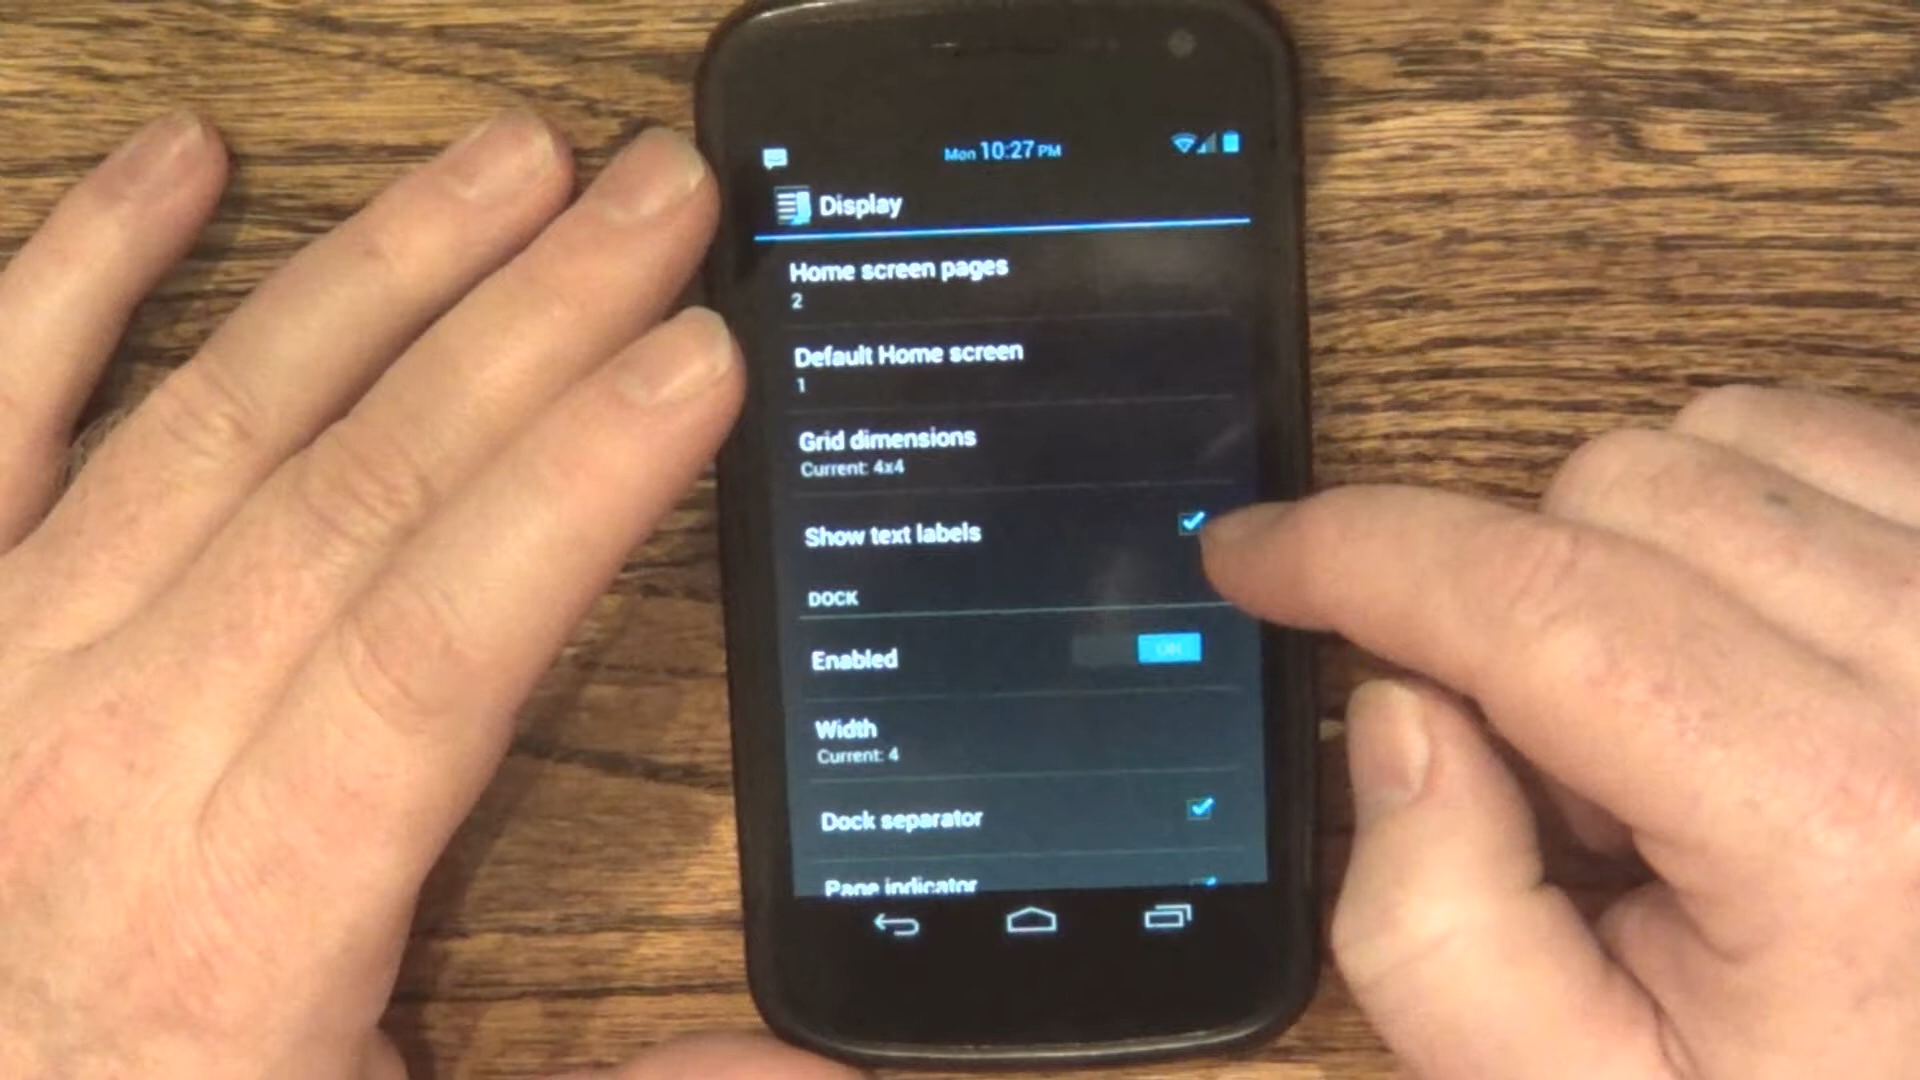 Mon 10:27 PM
Display
Home screen pages
2
Default Home screen
1
Grid dimensions
Current: 4x4
Show text labels
DOCK
Enabled
ON
Width
Current: 4
Dock separator
Page indicator